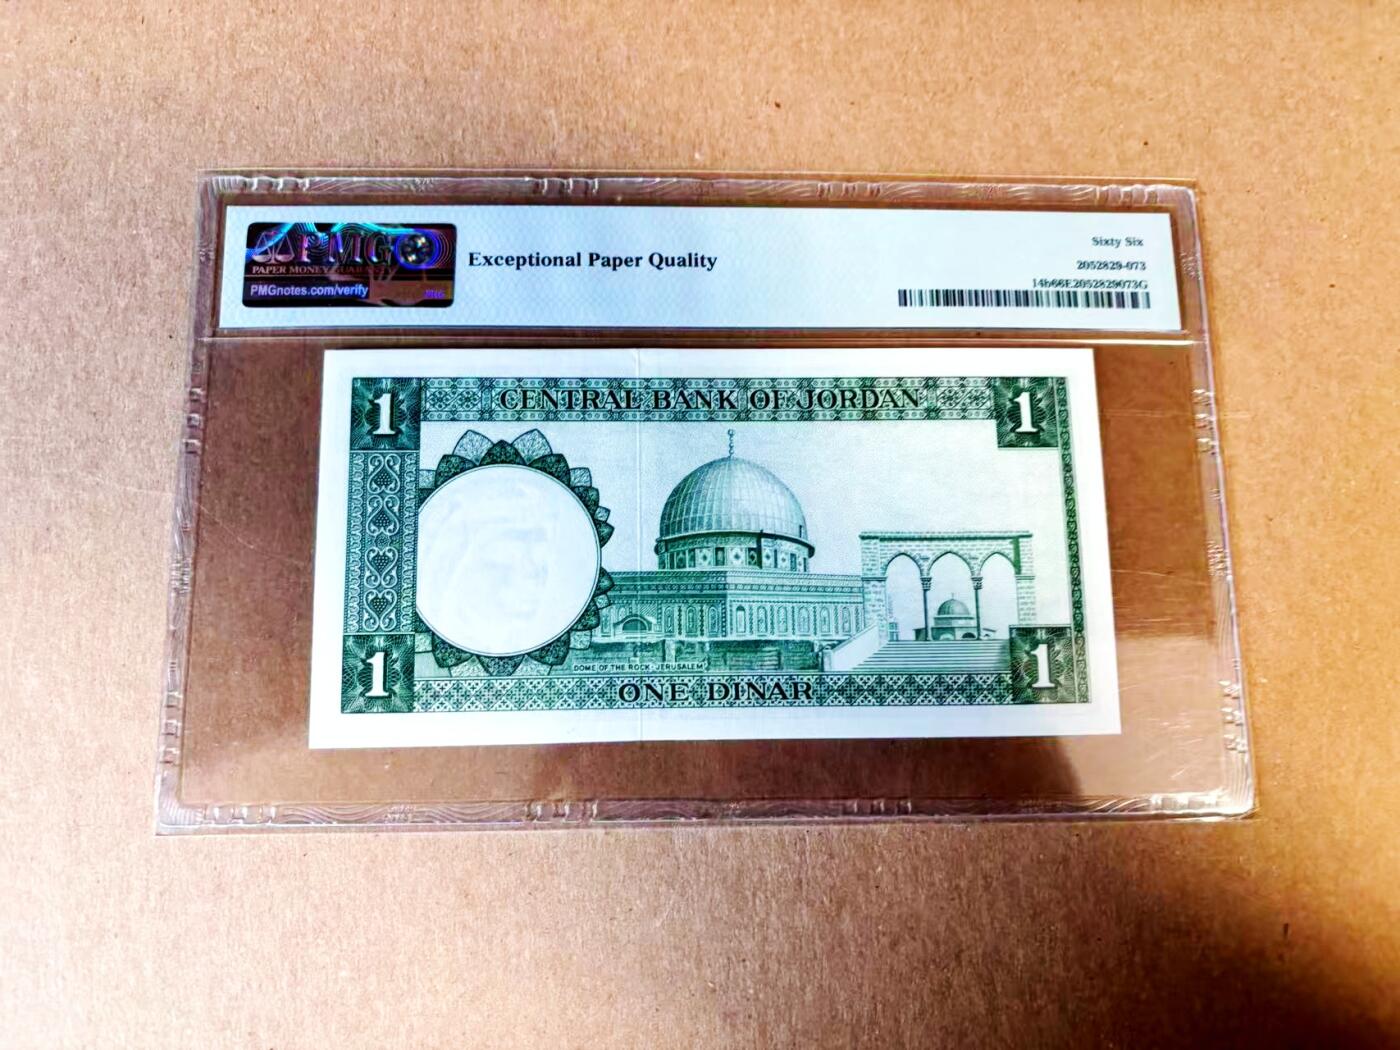 PMG
PAPER MONEY GUARANTY
PMGnotes.com/verify
Exceptional Paper Quality
Sixty Six
2052829-073
14b66E2052829073G
1 CENTRAL BANK OF JORDAN 1
DOME OF THE ROCK-JERUSALEM
1 ONE DINAR 1